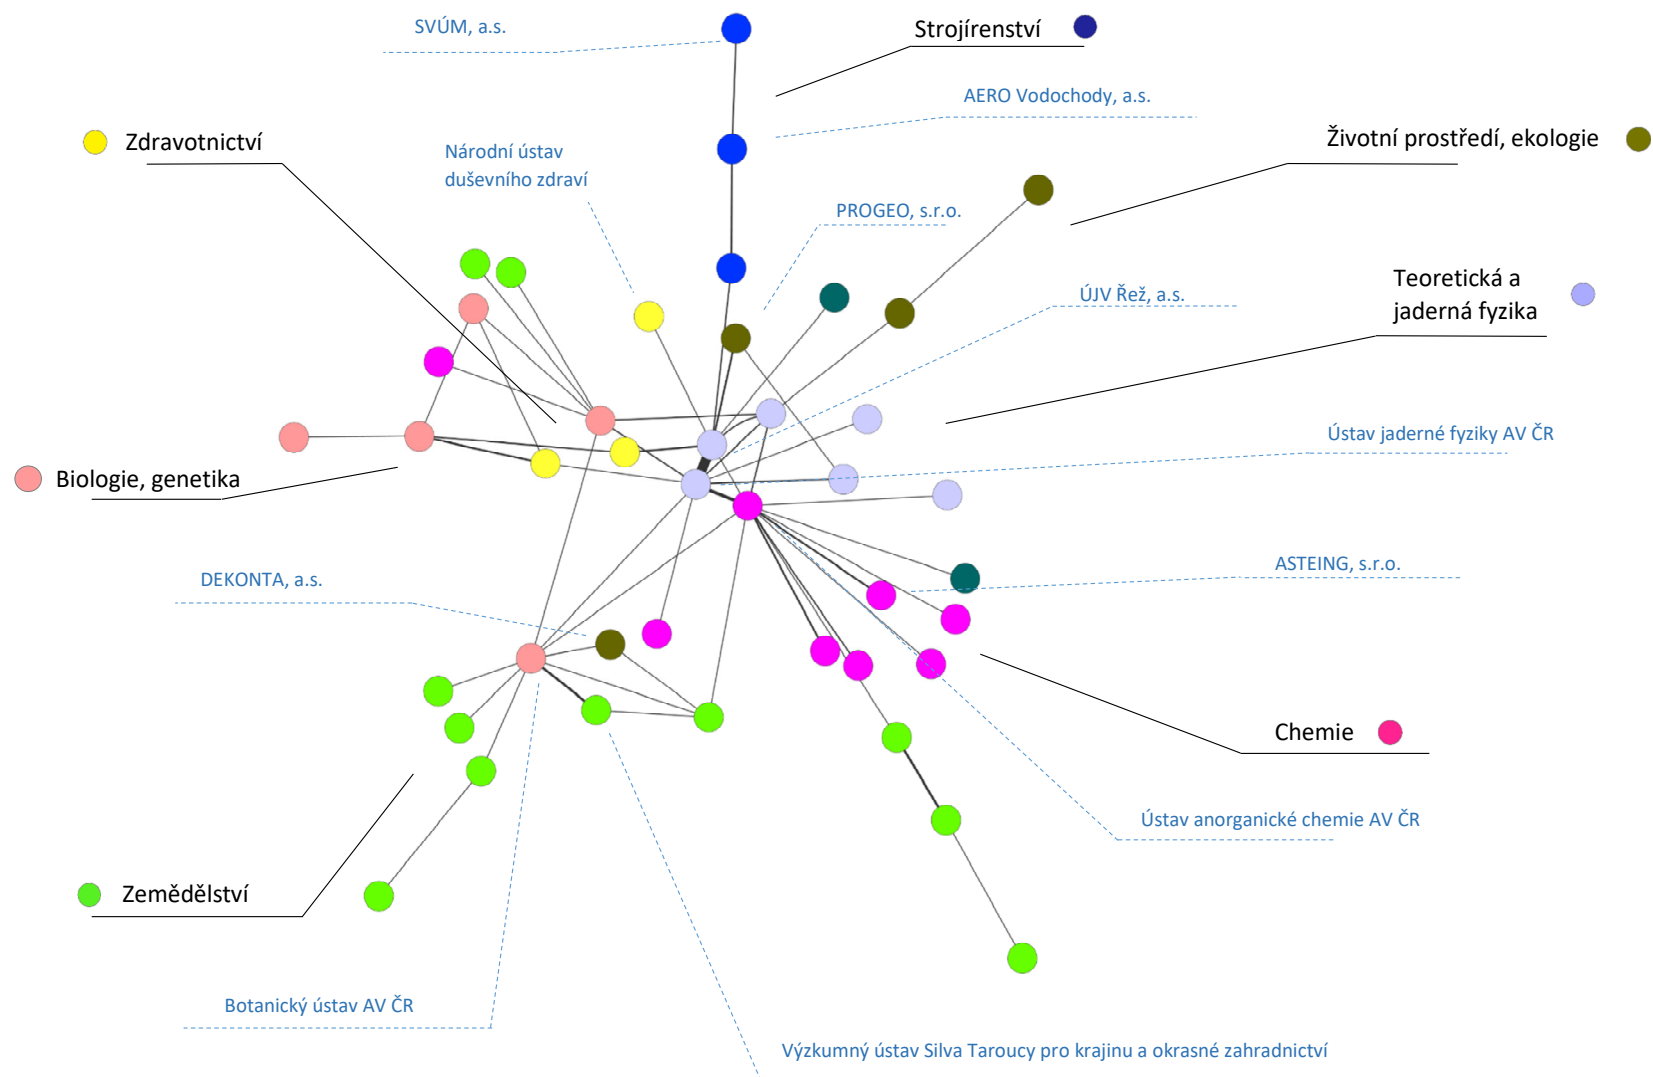 SVÚM, a.s.
Strojírenství
AERO Vodochody, a.s.
Zdravotnictví
Životní prostředí, ekologie
Národní ústav
duševního zdraví
PROGEO, s.r.o.
Teoretická a
jaderná fyzika
ÚJV Řež, a.s.
Ústav jaderné fyziky AV ČR
Biologie, genetika
DEKONTA, a.s.
ASTEING, s.r.o.
Chemie
Ústav anorganické chemie AV ČR
Zemědělství
Botanický ústav AV ČR
Výzkumný ústav Silva Taroucy pro krajinu a okrasné zahradnictví